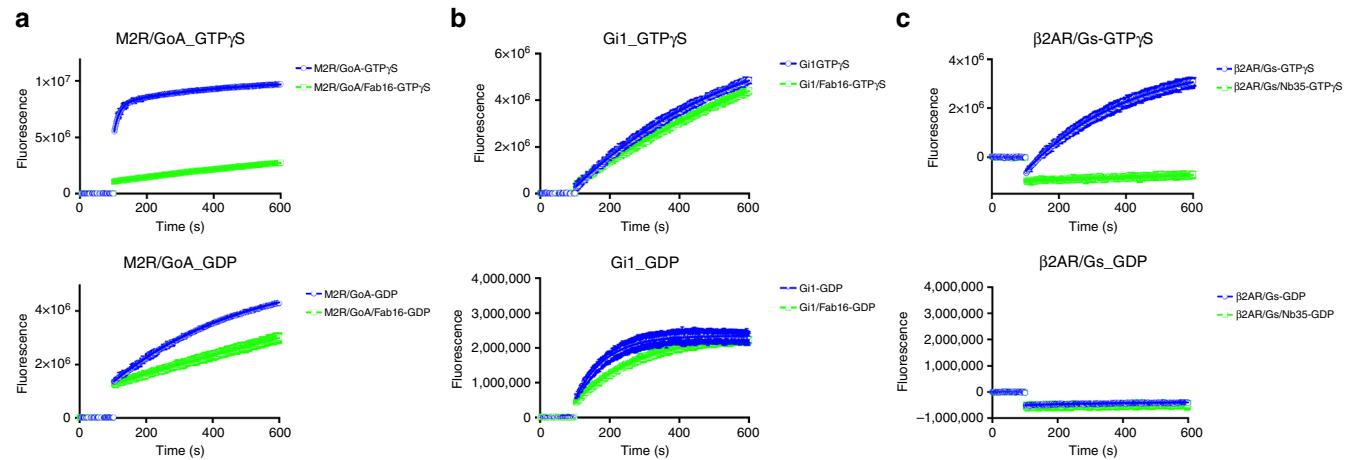 a
M2R/GoA_GTPγS
M2R/GoA-GTPγS
M2R/GoA/Fab16-GTPγS
Fluorescence
1×10⁷
5×10⁶
0
0 200 400 600
Time (s)
M2R/GoA_GDP
M2R/GoA-GDP
M2R/GoA/Fab16-GDP
Fluorescence
4×10⁶
2×10⁶
0
0 200 400 600
Time (s)
b
Gi1_GTPγS
Gi1GTPγS
Gi1/Fab16-GTPγS
Fluorescence
6×10⁶
4×10⁶
2×10⁶
0
0 200 400 600
Time (s)
Gi1_GDP
Gi1-GDP
Gi1/Fab16-GDP
Fluorescence
4,000,000
3,000,000
2,000,000
1,000,000
0
0 200 400 600
Time (s)
c
β2AR/Gs-GTPγS
β2AR/Gs-GTPγS
β2AR/Gs/Nb35-GTPγS
Fluorescence
4×10⁶
2×10⁶
0
0 200 400 600
Time (s)
β2AR/Gs_GDP
β2AR/Gs-GDP
β2AR/Gs/Nb35-GDP
Fluorescence
4,000,000
3,000,000
2,000,000
1,000,000
0
−1,000,000
0 200 400 600
Time (s)